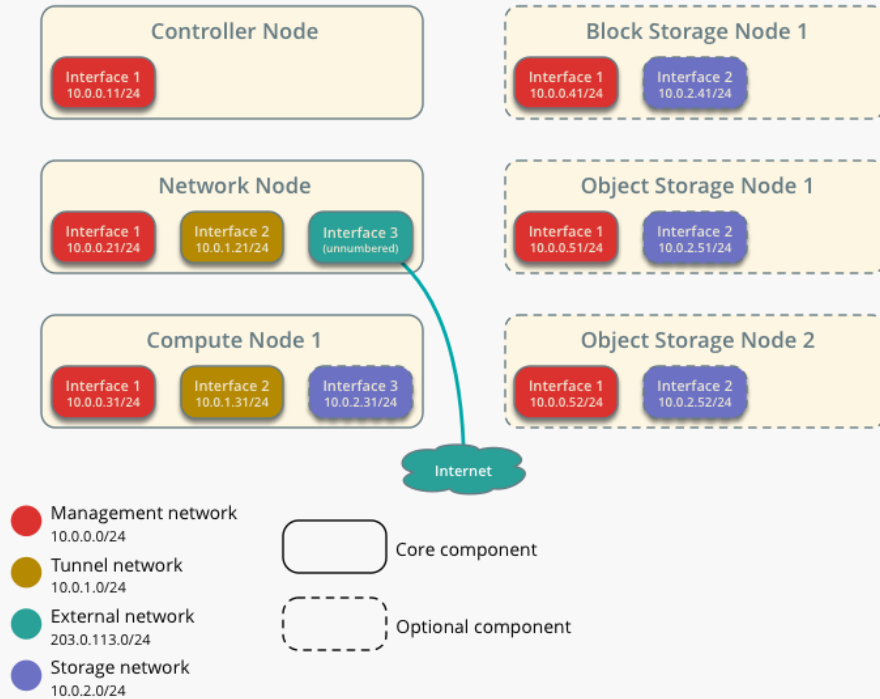 Controller Node
Interface 1
10.0.0.11/24
Block Storage Node 1
Interface 1
10.0.0.41/24
Interface 2
10.0.2.41/24
Network Node
Interface 1
10.0.0.21/24
Interface 2
10.0.1.21/24
Interface 3
(unnumbered)
Object Storage Node 1
Interface 1
10.0.0.51/24
Interface 2
10.0.2.51/24
Compute Node 1
Interface 1
10.0.0.31/24
Interface 2
10.0.1.31/24
Interface 3
10.0.2.31/24
Object Storage Node 2
Interface 1
10.0.0.52/24
Interface 2
10.0.2.52/24
Internet
Management network
10.0.0.0/24
Tunnel network
10.0.1.0/24
External network
203.0.113.0/24
Storage network
10.0.2.0/24
Core component
Optional component